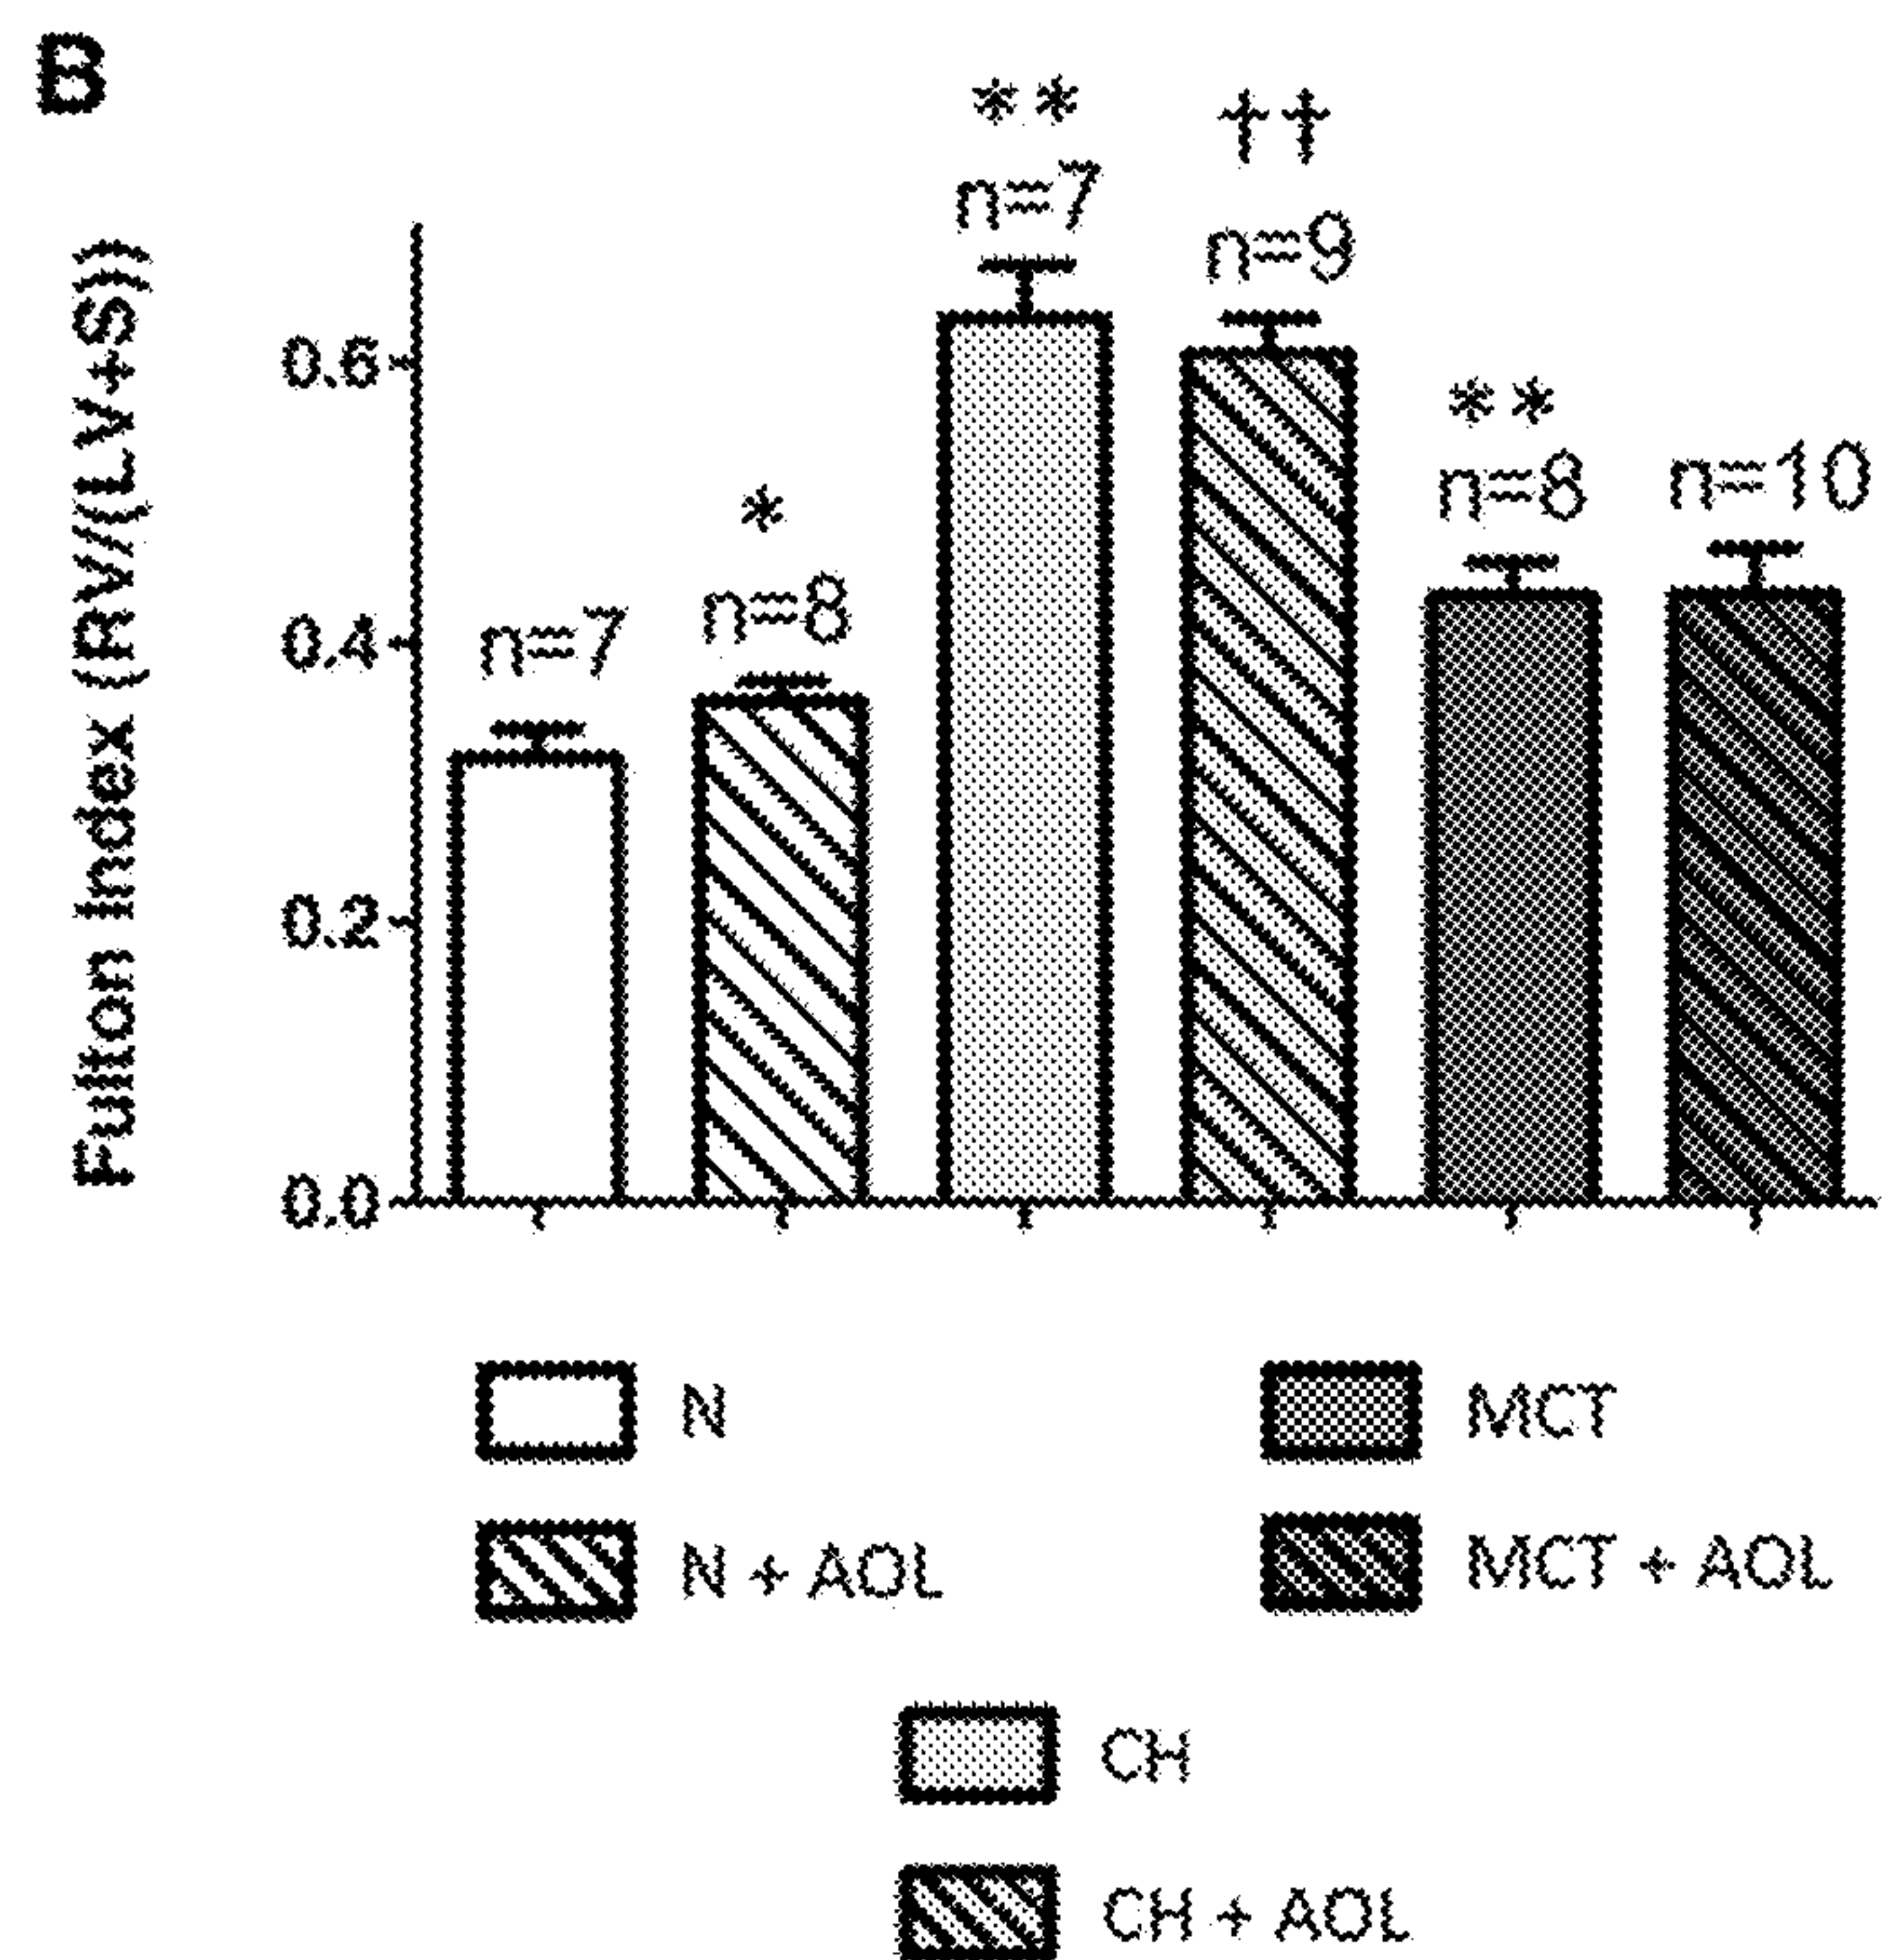 B
Fulton Index (RV/(LV+S))
0.6
0.4
0.2
0.0
n=7
*
n=8
**
n=7
††
n=9
**
n=8
n=10
N
N + AOL
MCT
MCT + AOL
CH
CH + AOL